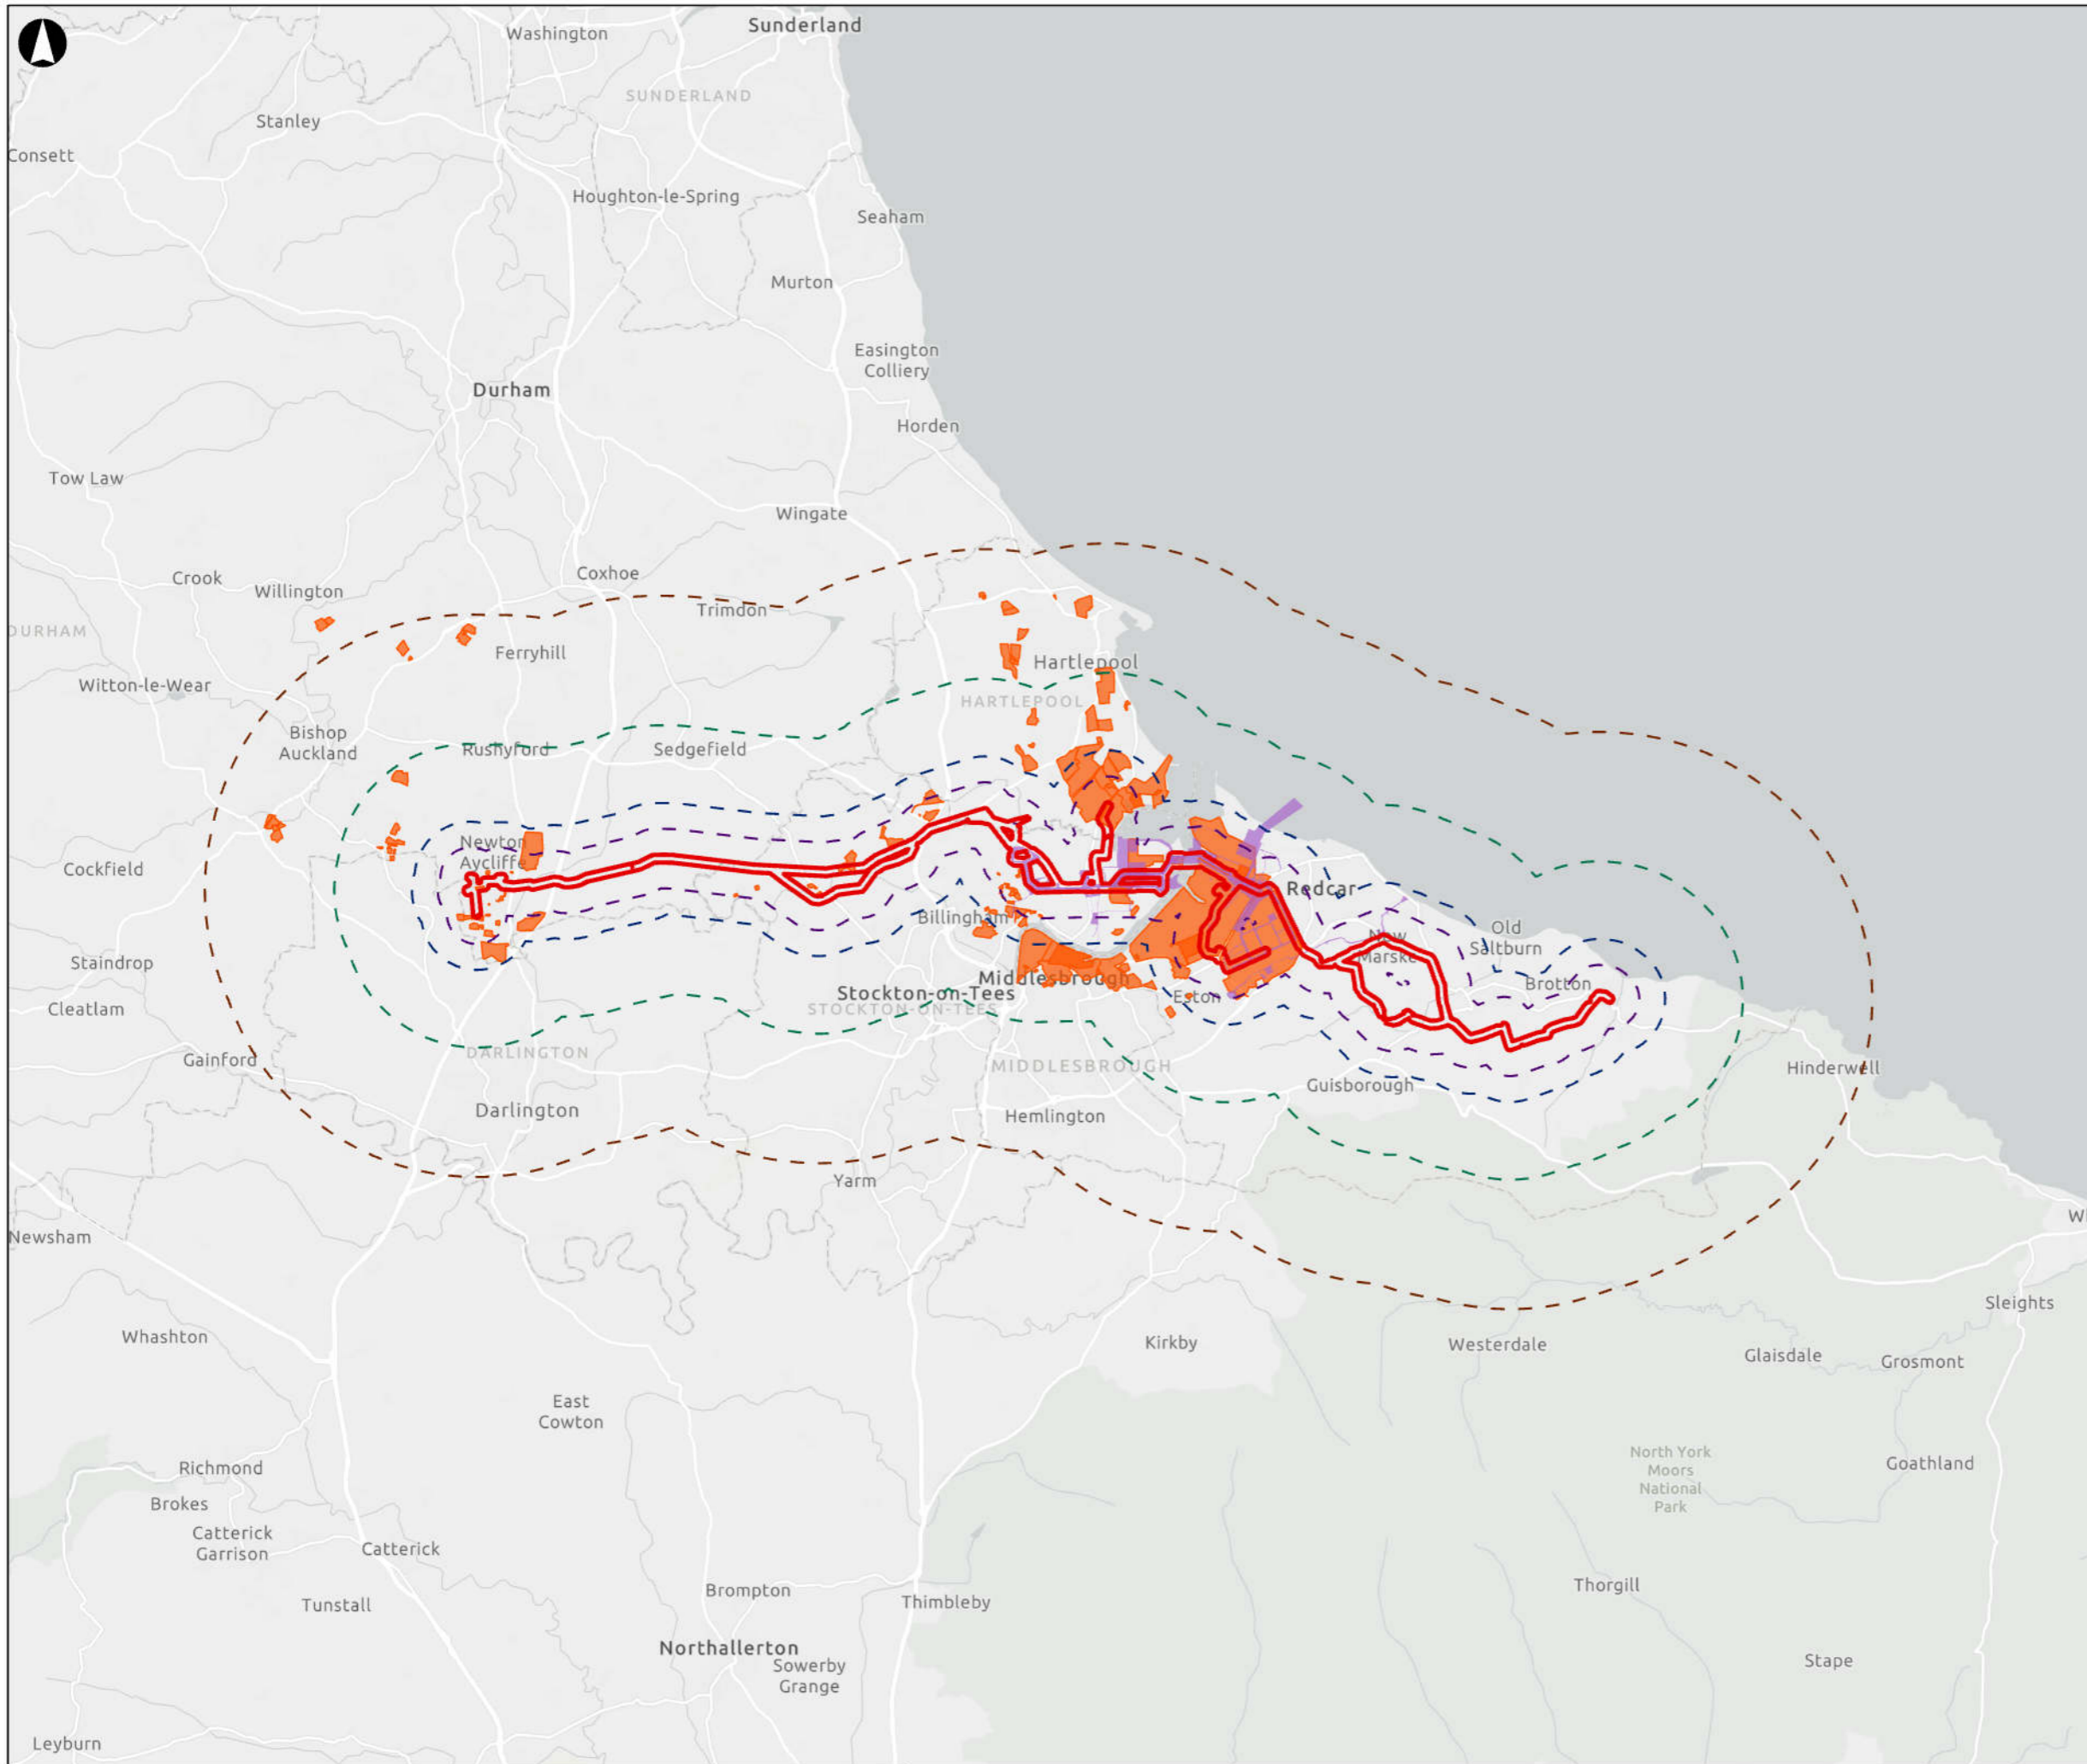 Sunderland
Washington
SUNDERLAND
Stanley
Consett
Houghton-le-Spring
Seaham
Murton
Easington
Colliery
Durham
Horden
Tow Law
Wingate
Crook
Coxhoe
Willington
Trimdon
DURHAM
Ferryhill
Hartlepool
Witton-le-Wear
HARTLEPOOL
Bishop
Auckland
Rushyford
Sedgefield
Newton
Aycliffe
Cockfield
Redcar
Billingham
Old
Saltburn
New
Marske
Staindrop
Middlesbrough
Brotton
Stockton-on-Tees
Eston
Cleatlam
STOCKTON-ON-TEES
DARLINGTON
Gainford
MIDDLESBROUGH
Hinderwell
Guisborough
Darlington
Hemlington
Yarm
W
Newsham
Sleights
Whashton
Kirkby
Westerdale
Glaisdale
Grosmont
East
Cowton
North York
Moors
National
Park
Goathland
Richmond
Brokes
Catterick
Garrison
Catterick
Thorgill
Brompton
Tunstall
Thimbleby
Northallerton
Sowerby
Grange
Stape
Leyburn